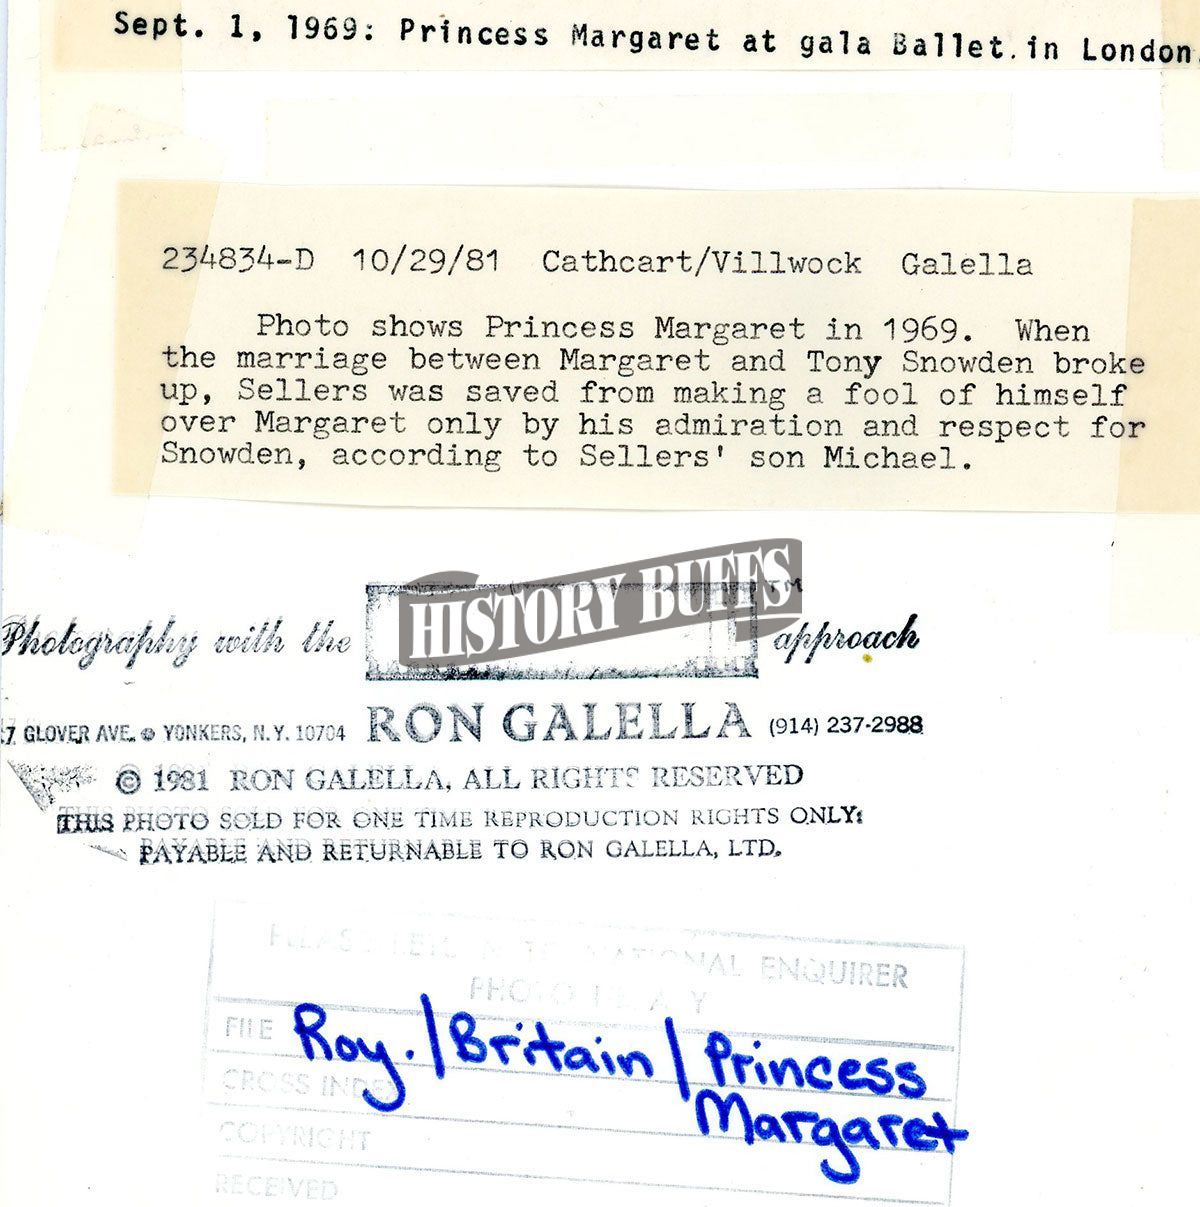 Sept. 1, 1969: Princess Margaret at gala Ballet.in London.
234834-D 10/29/81 Cathcart/Villwock Galella
Photo shows Princess Margaret in 1969. When
the marriage between Margaret and Tony Snowden broke
up, Sellers was saved from making a fool of himself
over Margaret only by his admiration and respect for
Snowden, according to Sellers' son Michael.
HISTORY BUFFS
Photography with the TM approach
7 GLOVER AVE. YONKERS, N.Y. 10704 RON GALELLA (914) 237-2988
© 1981 RON GALELLA, ALL RIGHTS RESERVED
THIS PHOTO SOLD FOR ONE TIME REPRODUCTION RIGHTS ONLY:
PAYABLE AND RETURNABLE TO RON GALELLA, LTD.
NATIONAL ENQUIRER
PHOTO
FILE Roy./Britain/Princess
CROSS INDEX
Margaret
COPYRIGHT
RECEIVED